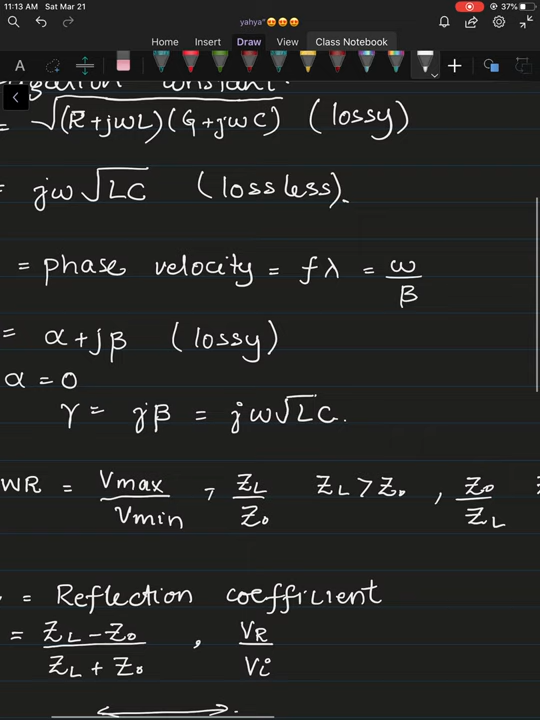 11:13 AM Sat Mar 21
37%
yahya"😍😍😍
Home Insert Draw View Class Notebook
constant.
= √(R+jωL)(G+jωC) (lossy)
= jω√LC (lossless).
= phase velocity = fλ = ω/β
= α+jβ (lossy)
α = 0
γ = jβ = jω√LC.
WR = Vmax/Vmin , ZL/Z0 ZL > Z0 , Z0/ZL
= Reflection coefficient
= ZL-Z0/ZL+Z0 , VR/Vi